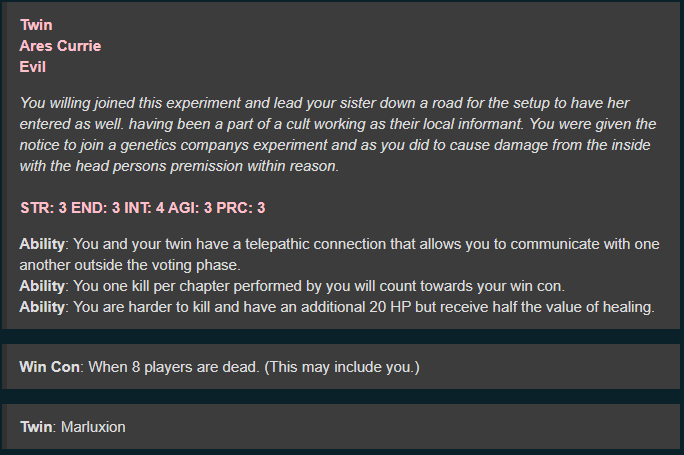 Twin
Ares Currie
Evil
You willing joined this experiment and lead your sister down a road for the setup to have her
entered as well. having been a part of a cult working as their local informant. You were given the
notice to join a genetics companys experiment and as you did to cause damage from the inside
with the head persons premission within reason.
STR: 3 END: 3 INT: 4 AGI: 3 PRC: 3
Ability: You and your twin have a telepathic connection that allows you to communicate with one
another outside the voting phase.
Ability: You one kill per chapter performed by you will count towards your win con.
Ability: You are harder to kill and have an additional 20 HP but receive half the value of healing.
Win Con: When 8 players are dead. (This may include you.)
Twin: Marluxion